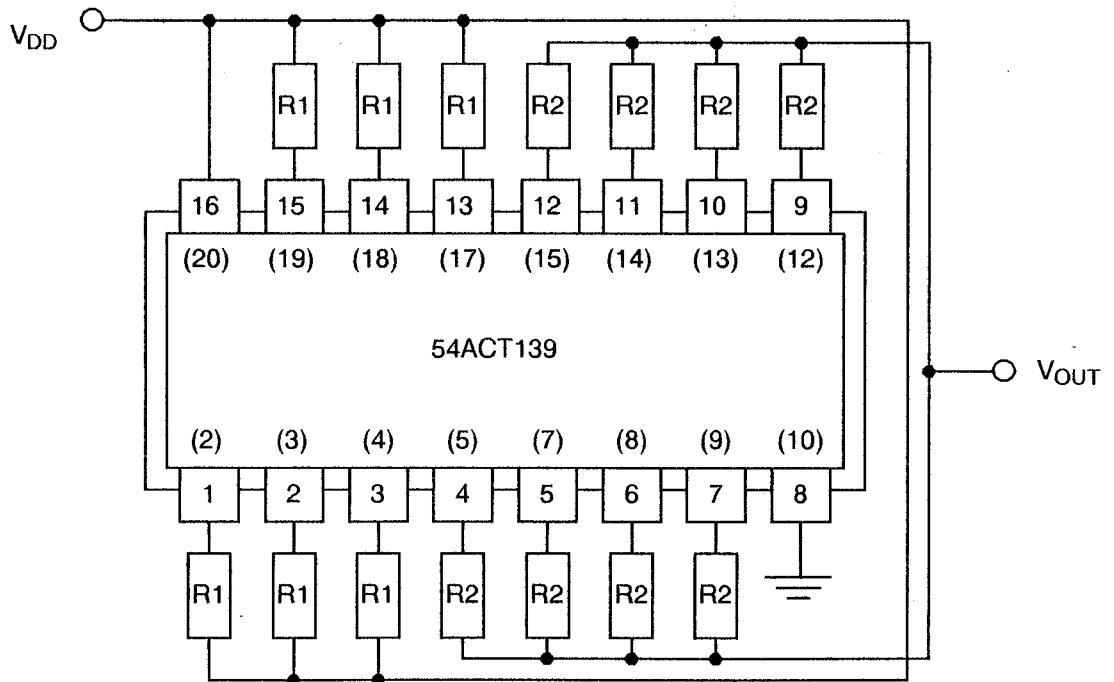 V_DD
R1 R1 R1 R2 R2 R2 R2
16 15 14 13 12 11 10 9
(20) (19) (18) (17) (15) (14) (13) (12)
54ACT139
V_OUT
(2) (3) (4) (5) (7) (8) (9) (10)
1 2 3 4 5 6 7 8
R1 R1 R1 R2 R2 R2 R2